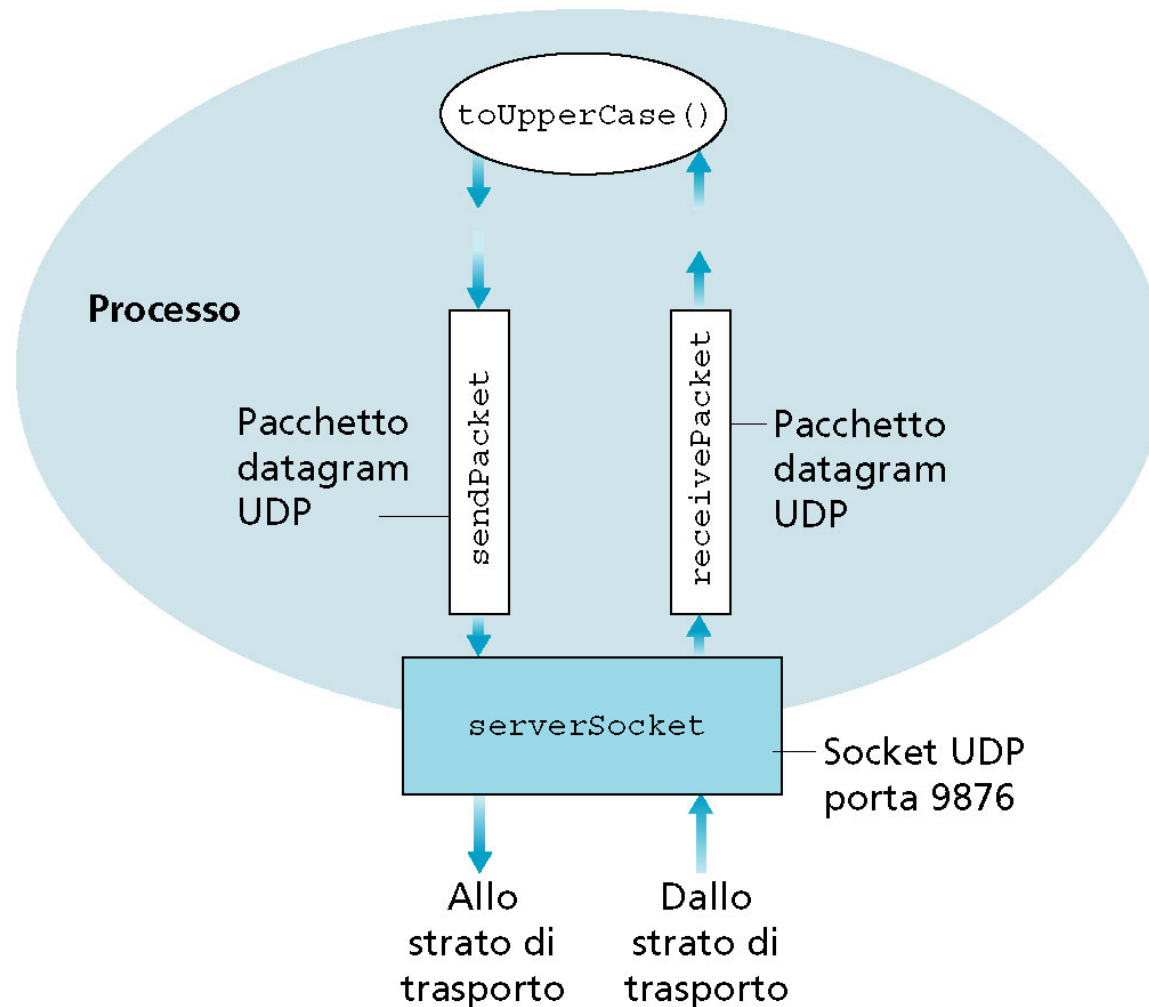 toUpperCase()
Processo
sendPacket
receivePacket
Pacchetto
datagram
UDP
Pacchetto
datagram
UDP
serverSocket
Socket UDP
porta 9876
Allo
strato di
trasporto
Dallo
strato di
trasporto